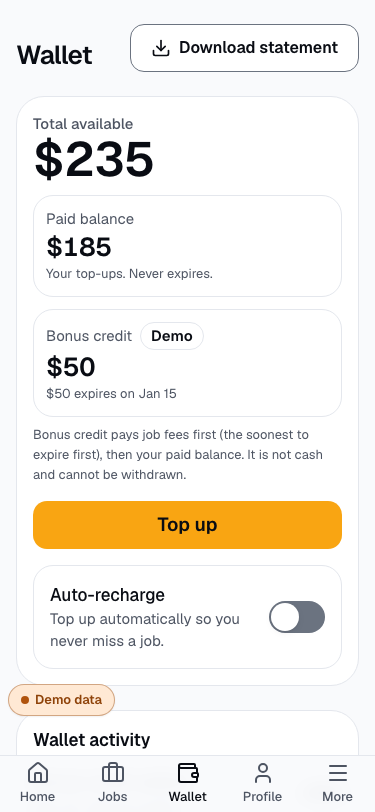 Wallet
Download statement
Total available
$235
Paid balance
$185
Your top-ups. Never expires.
Bonus credit Demo
$50
$50 expires on Jan 15
Bonus credit pays job fees first (the soonest to
expire first), then your paid balance. It is not cash
and cannot be withdrawn.
Top up
Auto-recharge
Top up automatically so you
never miss a job.
Demo data
Wallet activity
Home Jobs Wallet Profile More